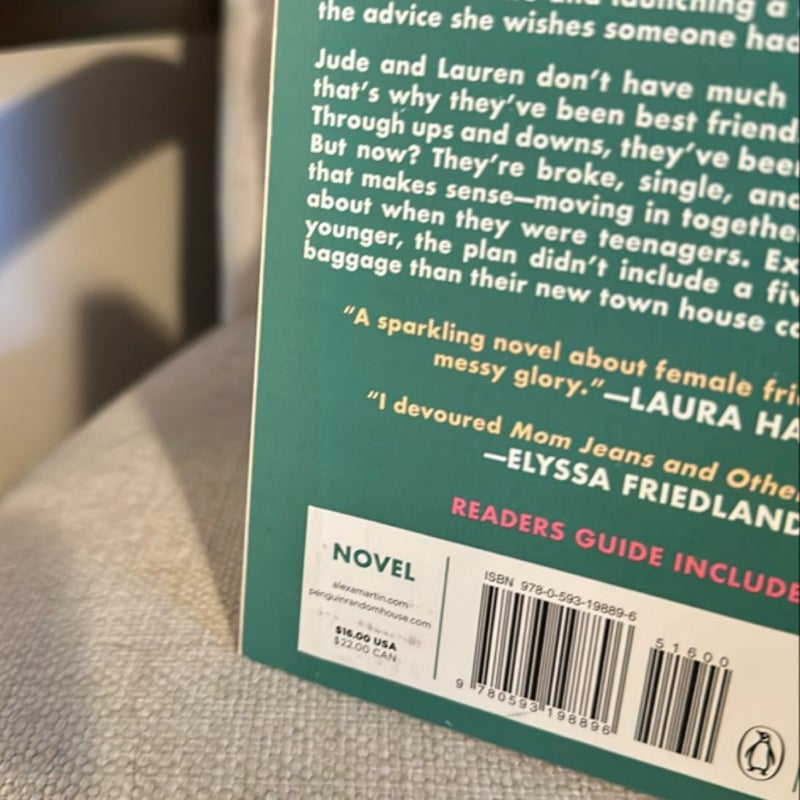 launching a
the advice she wishes someone had
Jude and Lauren don't have much
that's why they've been best friend
Through ups and downs, they've been
But now? They're broke, single, and
that makes sense—moving in together
about when they were teenagers. Ex
younger, the plan didn't include a fiv
baggage than their new town house c
"A sparkling novel about female frie
messy glory."—LAURA HA
"I devoured Mom Jeans and Othe
—ELYSSA FRIEDLAND
READERS GUIDE INCLUDE
NOVEL
alexamartin.com
penguinrandomhouse.com
$16.00 USA
$22.00 CAN
ISBN 978-0-593-19889-6
51600
9 780593 198896